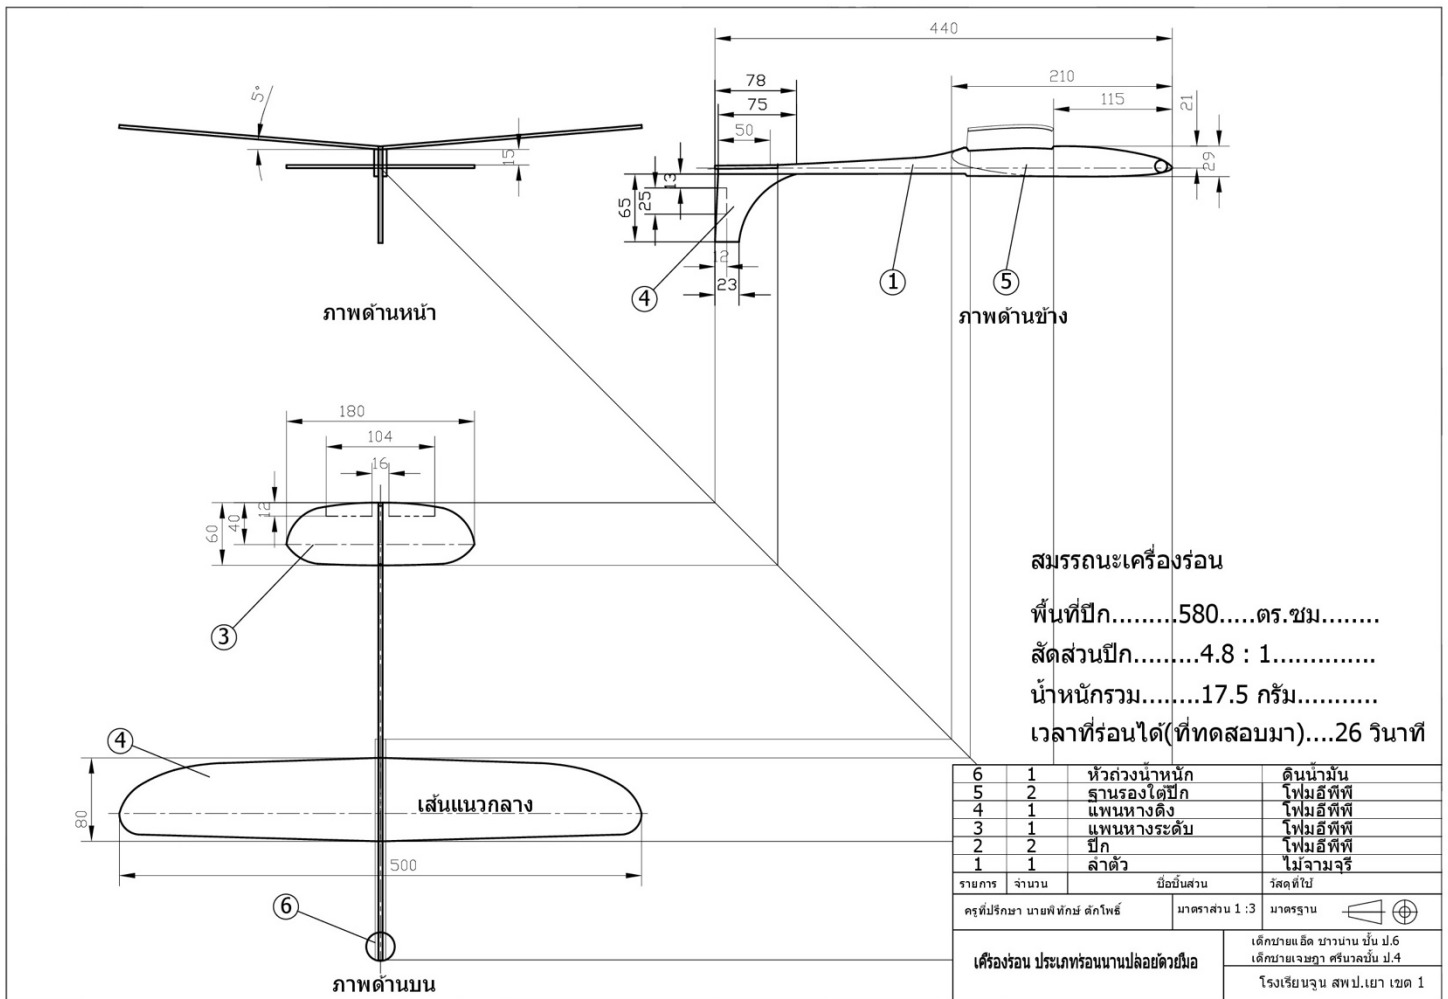 440
210
115
21
29
78
75
50
13
25
65
12
23
4
1
5
ภาพด้านข้าง
5°
15
ภาพด้านหน้า
180
104
16
12
40
60
3
4
เส้นแนวกลาง
80
500
6
ภาพด้านบน
สมรรถนะเครื่องร่อน
พื้นที่ปีก.........580.....ตร.ซม........
สัดส่วนปีก.........4.8 : 1..............
น้ำหนักรวม........17.5 กรัม...........
เวลาที่ร่อนได้(ที่ทดสอบมา)....26 วินาที
6 1 หัวถ่วงน้ำหนัก ดินน้ำมัน
5 2 ฐานรองใต้ปีก โฟมอีพีพี
4 1 แพนหางดิ่ง โฟมอีพีพี
3 1 แพนหางระดับ โฟมอีพีพี
2 2 ปีก โฟมอีพีพี
1 1 ลำตัว ไม้จามจุรี
รายการ จำนวน ชื่อชิ้นส่วน วัสดุที่ใช้
ครูที่ปรึกษา นายพิทักษ์ ดักโพธิ์ มาตราส่วน 1 :3 มาตรฐาน
เครื่องร่อน ประเภทร่อนนานปล่อยด้วยมือ
เด็กชายแอ็ด ชาวน่าน ชั้น ป.6
เด็กชายเจษฎา ศรีนวลชั้น ป.4
โรงเรียนจุน สพป.เยา เขต 1